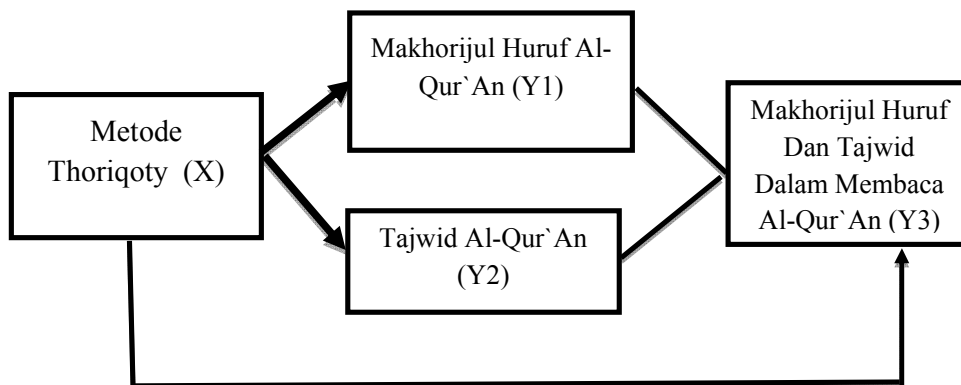 Metode
Thoriqoty (X)
Makhorijul Huruf Al-
Qur`An (Y1)
Tajwid Al-Qur`An
(Y2)
Makhorijul Huruf
Dan Tajwid
Dalam Membaca
Al-Qur`An (Y3)